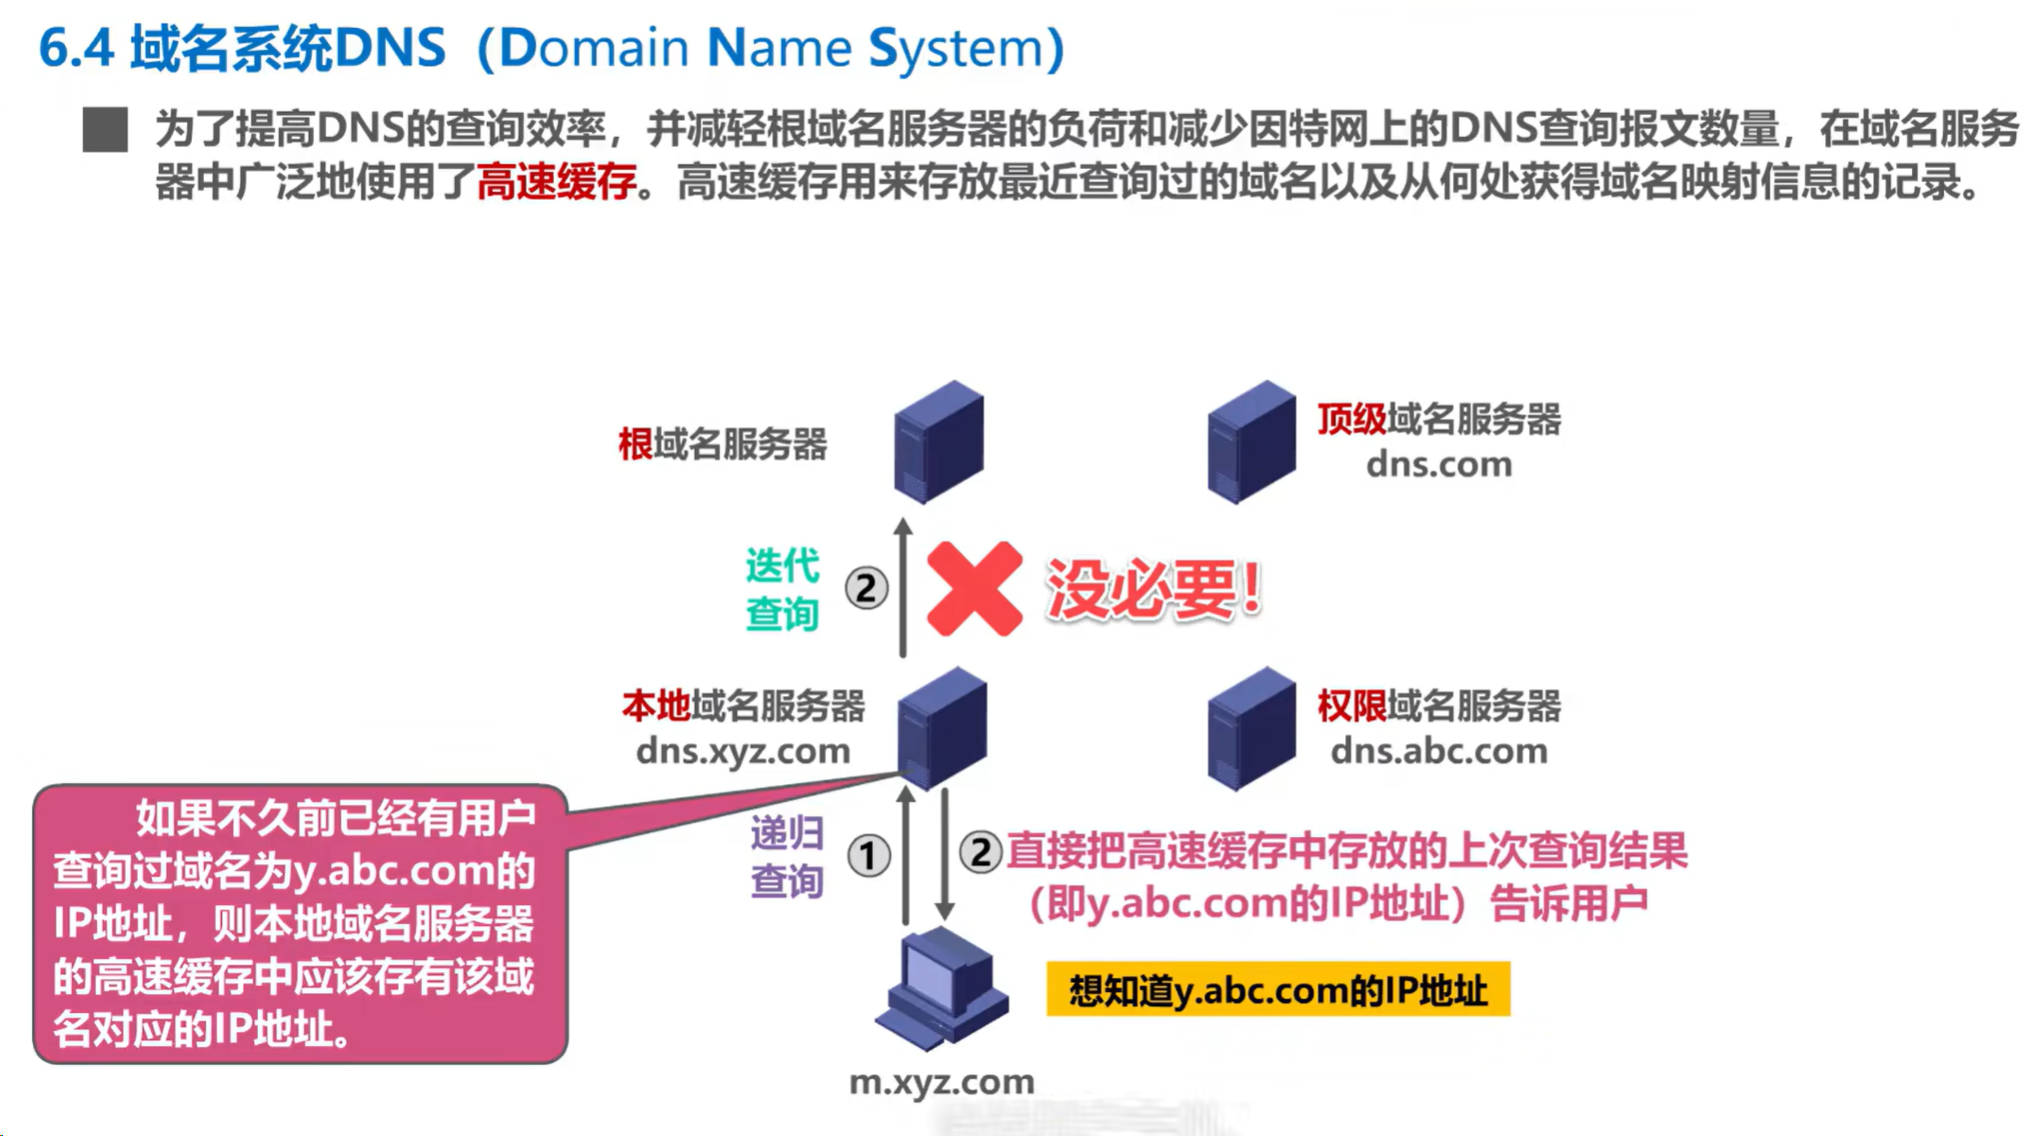 6.4 域名系统DNS（Domain Name System）
为了提高DNS的查询效率，并减轻根域名服务器的负荷和减少因特网上的DNS查询报文数量，在域名服务
器中广泛地使用了高速缓存。高速缓存用来存放最近查询过的域名以及从何处获得域名映射信息的记录。
根域名服务器
顶级域名服务器
dns.com
迭代
查询
②
没必要！
本地域名服务器
dns.xyz.com
权限域名服务器
dns.abc.com
如果不久前已经有用户
查询过域名为y.abc.com的
IP地址，则本地域名服务器
的高速缓存中应该存有该域
名对应的IP地址。
递归
查询
①
②直接把高速缓存中存放的上次查询结果
（即y.abc.com的IP地址）告诉用户
想知道y.abc.com的IP地址
m.xyz.com